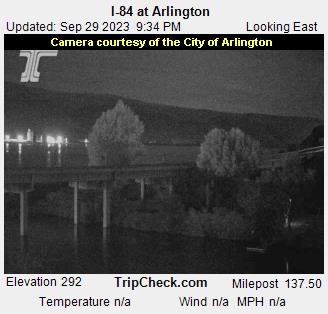 I-84 at Arlington
Updated: Sep 29 2023 9:34 PM Looking East
Camera courtesy of the City of Arlington
Elevation 292 TripCheck.com Milepost 137.50
Temperature n/a Wind n/a MPH n/a